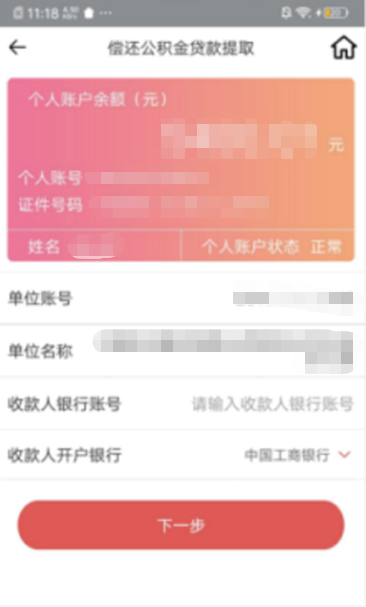 11:18
偿还公积金贷款提取
个人账户余额（元）
元
个人账号
证件号码
姓名
个人账户状态 正常
单位账号
单位名称
收款人银行账号 请输入收款人银行账号
收款人开户银行 中国工商银行
下一步